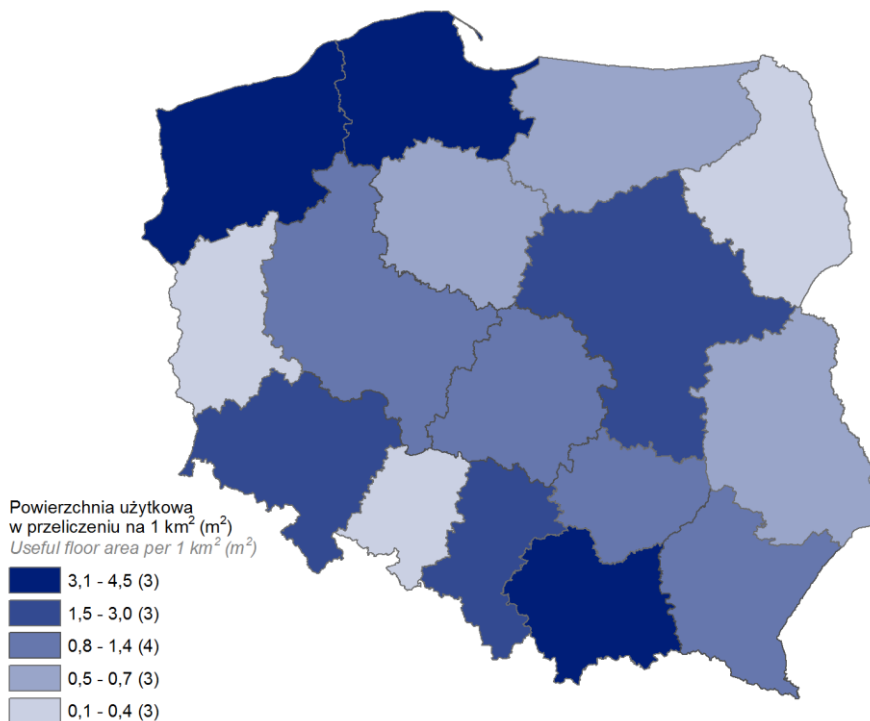 Powierzchnia użytkowa
w przeliczeniu na 1 km² (m²)
Useful floor area per 1 km² (m²)
3,1 - 4,5 (3)
1,5 - 3,0 (3)
0,8 - 1,4 (4)
0,5 - 0,7 (3)
0,1 - 0,4 (3)